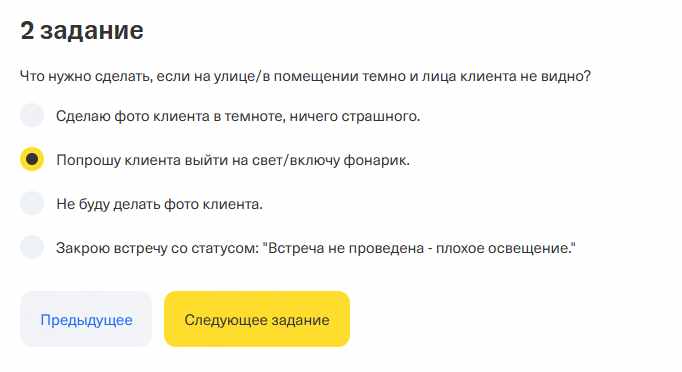 2 задание
Что нужно сделать, если на улице/в помещении темно и лица клиента не видно?
Сделаю фото клиента в темноте, ничего страшного.
Попрошу клиента выйти на свет/включу фонарик.
Не буду делать фото клиента.
Закрою встречу со статусом: "Встреча не проведена - плохое освещение."
Предыдущее
Следующее задание